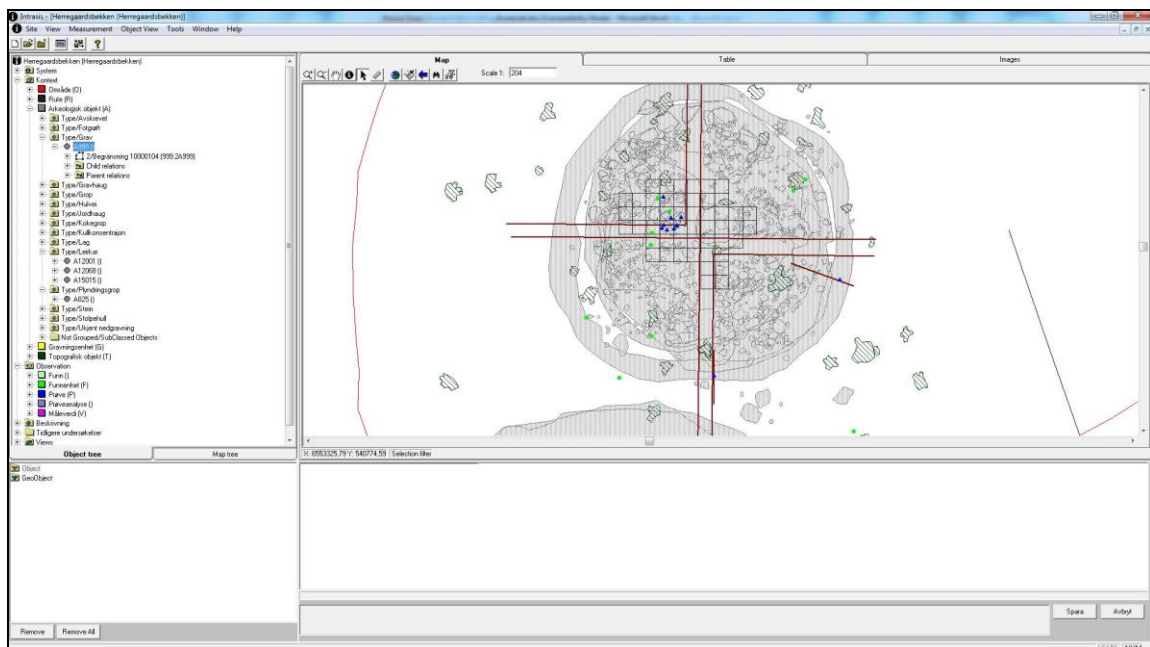 Intrasis - [Herregaardsbekken (Herregaardsbekken)]
Site View Measurement Object View Tools Window Help
Herregaardsbekken (Herregaardsbekken)
System
Kontext
Område (O)
Rute (R)
Arkeologisk objekt (A)
Type/Avskrevet
Type/Fotgrøft
Type/Grav
A999 ()
2/Begränsning 10000104 (999:2A999)
Child relations
Parent relations
Type/Gravhaug
Type/Grop
Type/Hulvei
Type/Jordhaug
Type/Kokegrop
Type/Kullkonsentrasjon
Type/Lag
Type/Leirkar
A12001 ()
A12068 ()
A15015 ()
Type/Plyndringsgrop
A825 ()
Type/Stein
Type/Stolpehull
Type/Ukjent nedgravning
Not Grouped/SubClassed Objects
Gravningsenhet (G)
Topografisk objekt (T)
Observation
Funn ()
Funnenhet (F)
Prøve (P)
Prøveanalyse ()
Måleverdi (V)
Beskrivning
Tidligere undersøkelser
Views
Object tree Map tree
Map Table Images
Scale 1: 204
X: 6553325,79 Y: 540774,59 Selection filter
Object
GeoObject
Remove Remove All
Spara Avbryt